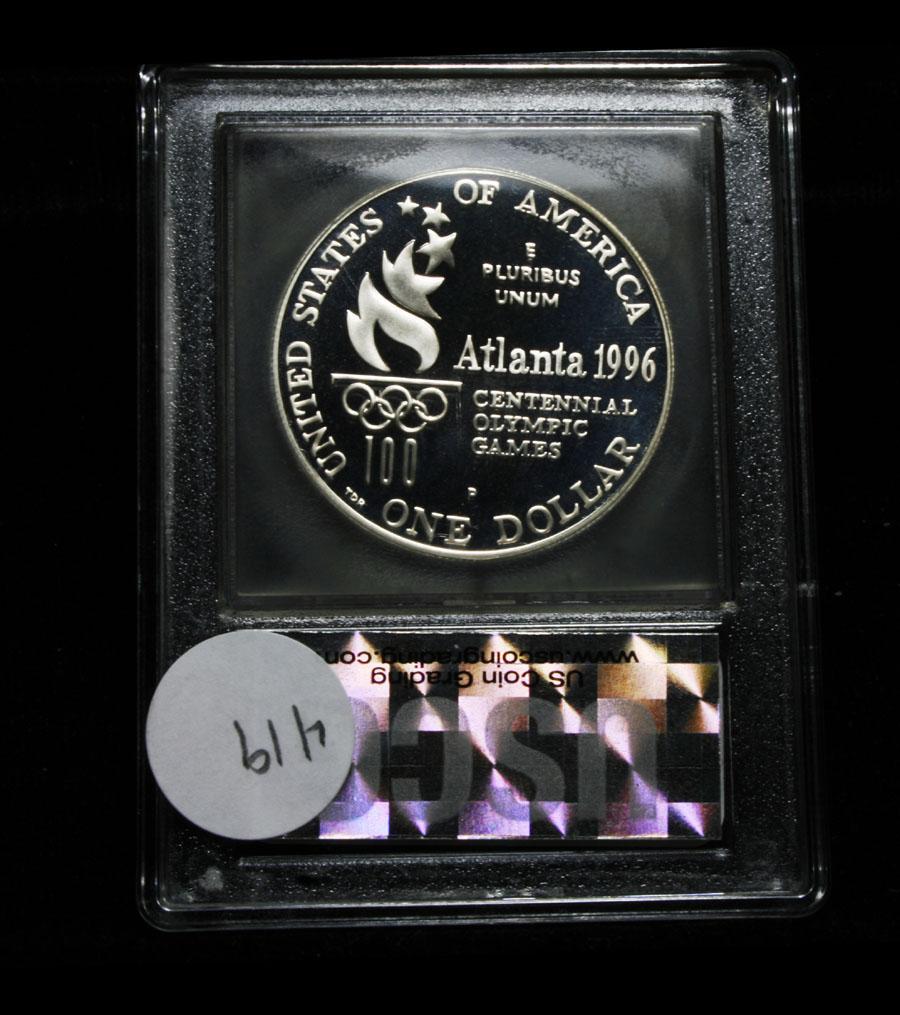 UNITED STATES OF AMERICA
E
PLURIBUS
UNUM
Atlanta 1996
CENTENNIAL
OLYMPIC
GAMES
100
P
TDP
ONE DOLLAR
www.uscoingrading.con
US Coin Grading
USCG
419